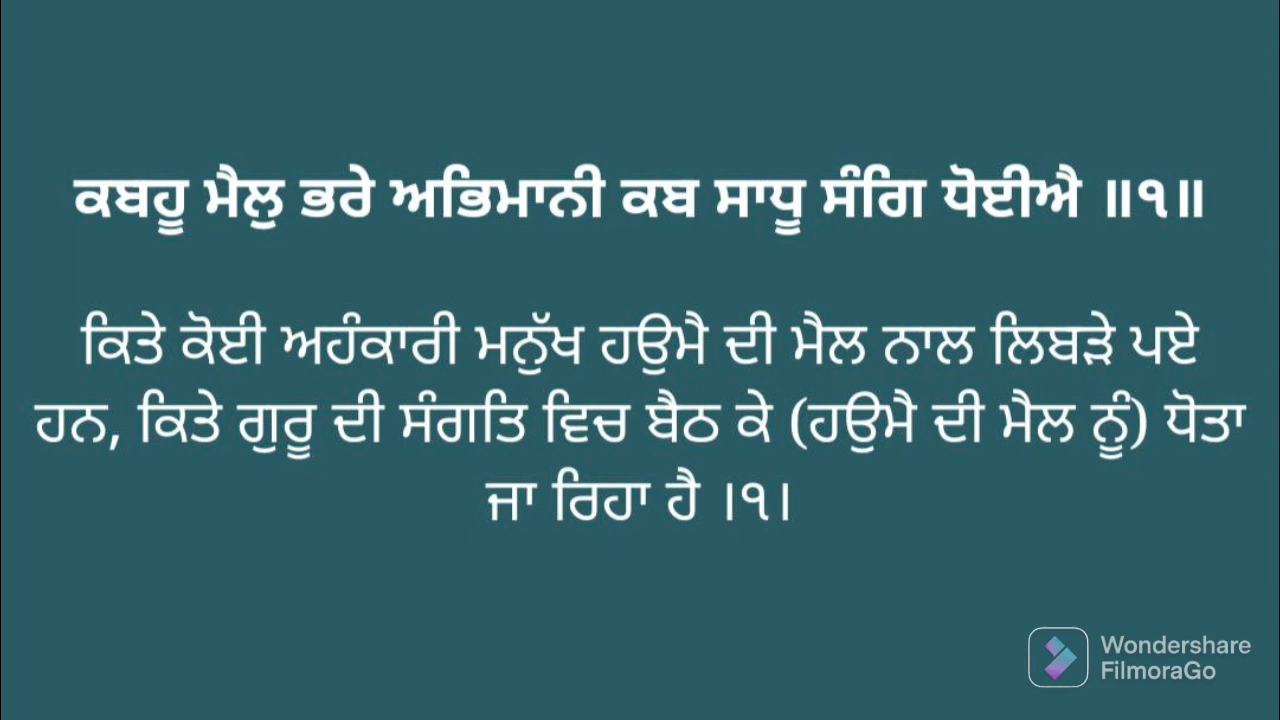 ਕਬਹੂ ਮੈਲੁ ਭਰੇ ਅਭਿਮਾਨੀ ਕਬ ਸਾਧੂ ਸੰਗਿ ਧੋਈਐ ॥੧॥
ਕਿਤੇ ਕੋਈ ਅਹੰਕਾਰੀ ਮਨੁੱਖ ਹਉਮੈ ਦੀ ਮੈਲ ਨਾਲ ਲਿਬੜੇ ਪਏ
ਹਨ, ਕਿਤੇ ਗੁਰੂ ਦੀ ਸੰਗਤਿ ਵਿਚ ਬੈਠ ਕੇ (ਹਉਮੈ ਦੀ ਮੈਲ ਨੂੰ) ਧੋਤਾ
ਜਾ ਰਿਹਾ ਹੈ ।੧।
Wondershare
FilmoraGo